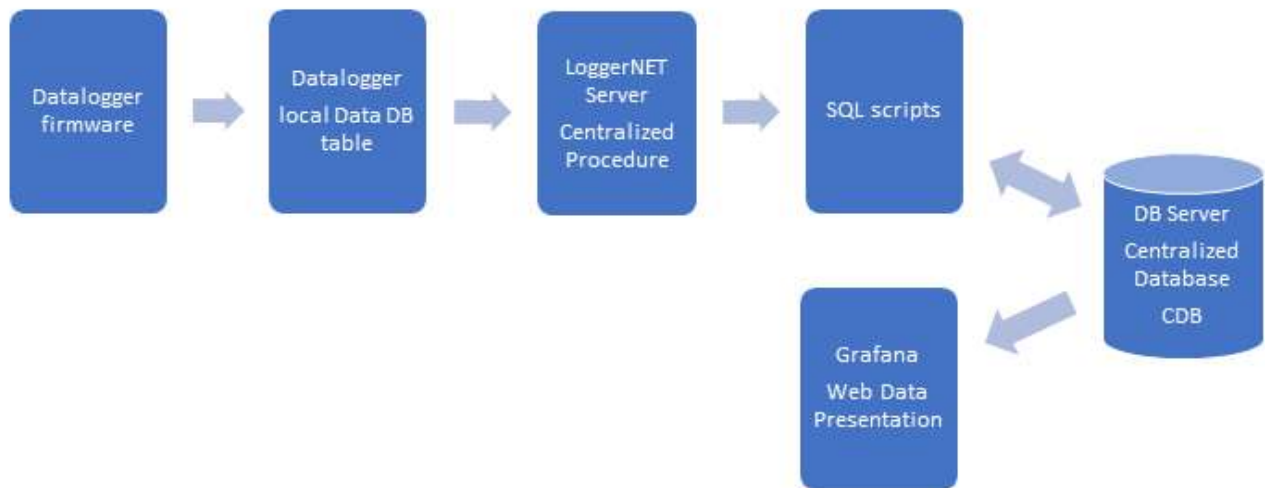 Datalogger
firmware
Datalogger
local Data DB
table
LoggerNET
Server
Centralized
Procedure
SQL scripts
DB Server
Centralized
Database
CDB
Grafana
Web Data
Presentation